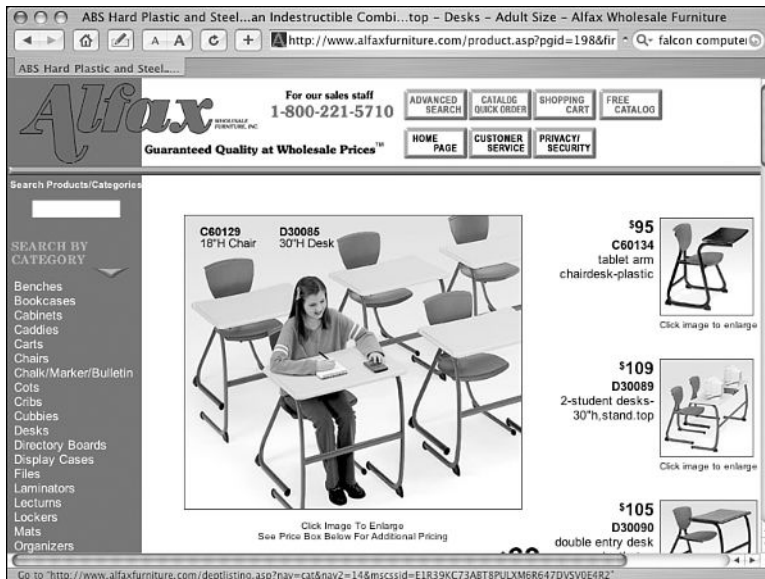 ABS Hard Plastic and Steel...an Indestructible Combi...top – Desks – Adult Size – Alfax Wholesale Furniture
A A C + http://www.alfaxfurniture.com/product.asp?pgid=198&fir falcon compute
ABS Hard Plastic and Steel....
Alfax WHOLESALE FURNITURE, INC
For our sales staff
1-800-221-5710
Guaranteed Quality at Wholesale Prices™
ADVANCED SEARCH
CATALOG QUICK ORDER
SHOPPING CART
FREE CATALOG
HOME PAGE
CUSTOMER SERVICE
PRIVACY/ SECURITY
Search Products/Categories
SEARCH BY
CATEGORY
Benches
Bookcases
Cabinets
Caddies
Carts
Chairs
Chalk/Marker/Bulletin
Cots
Cribs
Cubbies
Desks
Directory Boards
Display Cases
Files
Laminators
Lecturns
Lockers
Mats
Organizers
C60129 D30085
18"H Chair 30"H Desk
Click Image To Enlarge
See Price Box Below For Additional Pricing
$95
C60134
tablet arm
chairdesk-plastic
Click image to enlarge
$109
D30089
2-student desks-
30"h,stand.top
Click image to enlarge
$105
D30090
double entry desk
Go to "http://www.alfaxfurniture.com/deptlisting.asp?nav=cat&nav2=14&mscssid=E1R39KC73ABT8PULXM6R647DVSV0E4R2"